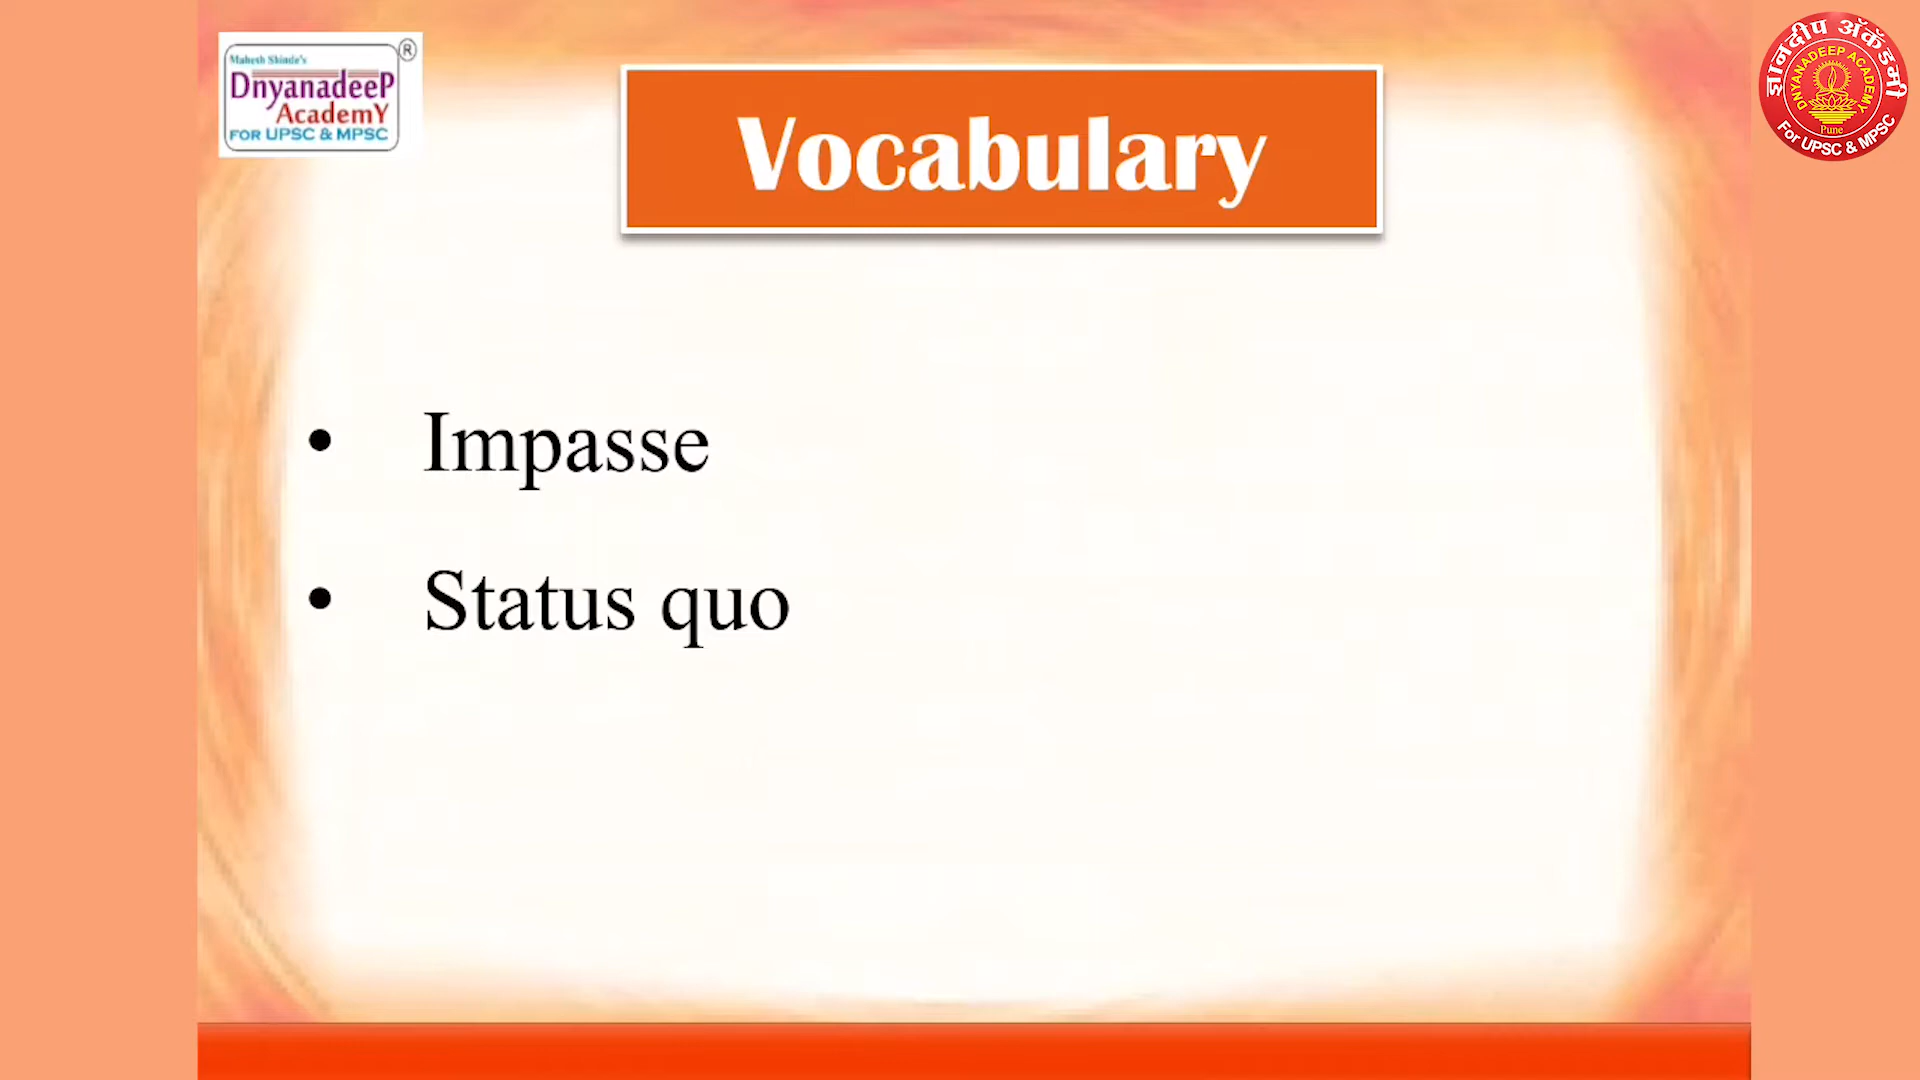 Mahesh Shinde's
DnyanadeeP
AcademY
FOR UPSC & MPSC
®
Vocabulary
ज्ञानदीप अॅकॅडमी
DNYANADEEP ACADEMY
Pune
For UPSC & MPSC
• Impasse
• Status quo